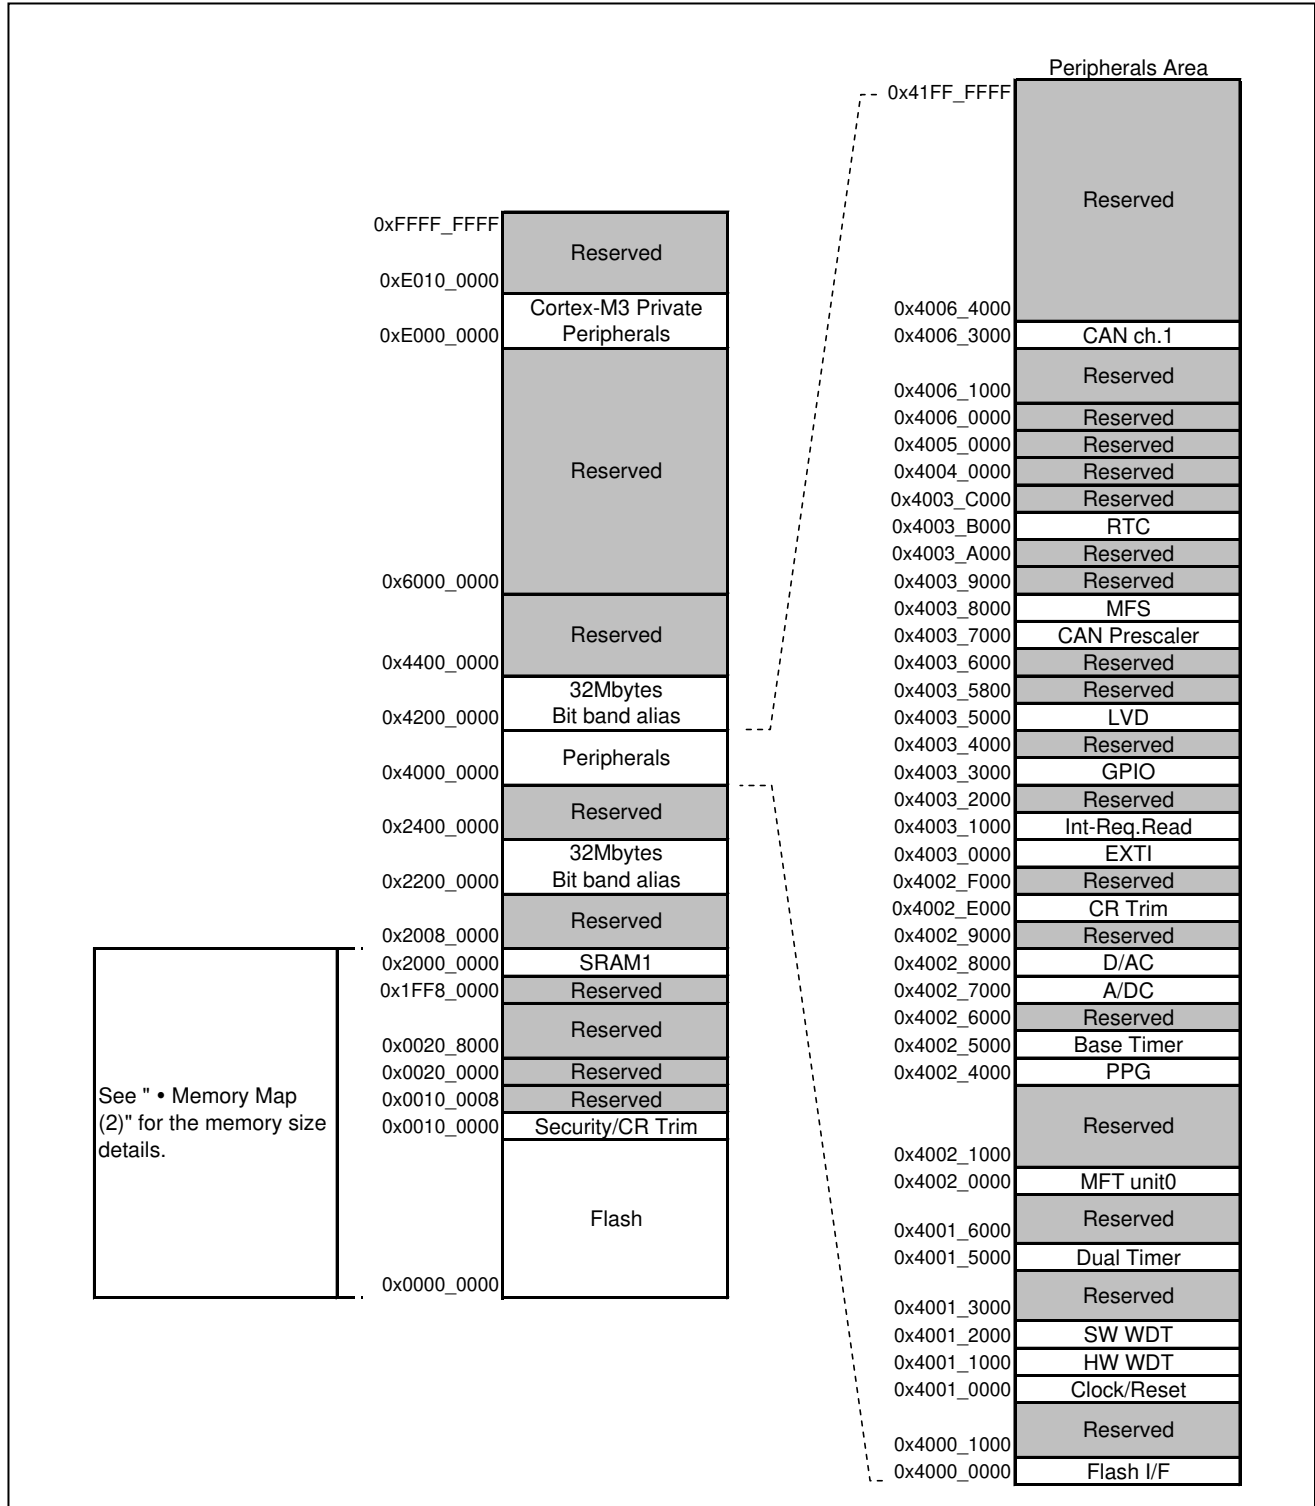 Peripherals Area
0x41FF_FFFF
Reserved
0x4006_4000
0x4006_3000 CAN ch.1
Reserved
0x4006_1000
0x4006_0000 Reserved
0x4005_0000 Reserved
0x4004_0000 Reserved
0x4003_C000 Reserved
0x4003_B000 RTC
0x4003_A000 Reserved
0x4003_9000 Reserved
0x4003_8000 MFS
0x4003_7000 CAN Prescaler
0x4003_6000 Reserved
0x4003_5800 Reserved
0x4003_5000 LVD
0x4003_4000 Reserved
0x4003_3000 GPIO
0x4003_2000 Reserved
0x4003_1000 Int-Req.Read
0x4003_0000 EXTI
0x4002_F000 Reserved
0x4002_E000 CR Trim
0x4002_9000 Reserved
0x4002_8000 D/AC
0x4002_7000 A/DC
0x4002_6000 Reserved
0x4002_5000 Base Timer
0x4002_4000 PPG
Reserved
0x4002_1000
0x4002_0000 MFT unit0
Reserved
0x4001_6000
0x4001_5000 Dual Timer
Reserved
0x4001_3000
0x4001_2000 SW WDT
0x4001_1000 HW WDT
0x4001_0000 Clock/Reset
Reserved
0x4000_1000
0x4000_0000 Flash I/F
0xFFFF_FFFF
Reserved
0xE010_0000
Cortex-M3 Private
0xE000_0000 Peripherals
Reserved
0x6000_0000
Reserved
0x4400_0000
32Mbytes
0x4200_0000 Bit band alias
Peripherals
0x4000_0000
Reserved
0x2400_0000
32Mbytes
0x2200_0000 Bit band alias
Reserved
0x2008_0000
0x2000_0000 SRAM1
0x1FF8_0000 Reserved
Reserved
0x0020_8000
0x0020_0000 Reserved
0x0010_0008 Reserved
0x0010_0000 Security/CR Trim
Flash
0x0000_0000
See " • Memory Map
(2)" for the memory size
details.